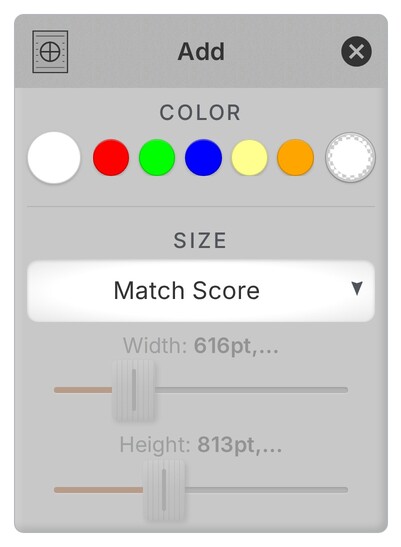 Add
COLOR
SIZE
Match Score
Width: 616pt,...
Height: 813pt,...